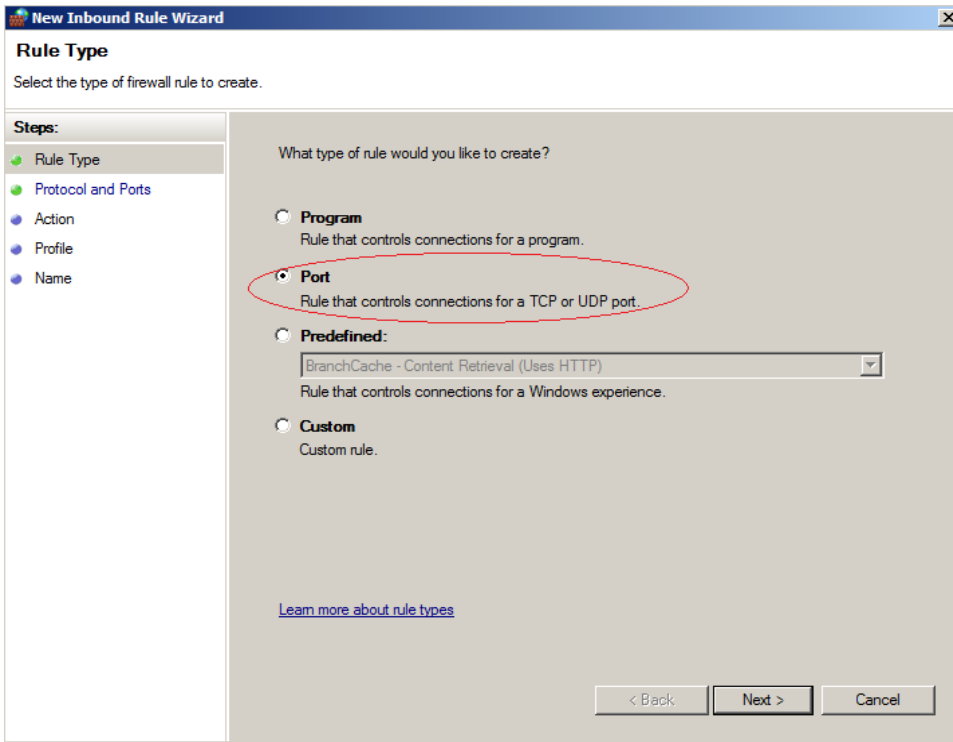 New Inbound Rule Wizard
Rule Type
Select the type of firewall rule to create.
Steps:
Rule Type
Protocol and Ports
Action
Profile
Name
What type of rule would you like to create?
Program
Rule that controls connections for a program.
Port
Rule that controls connections for a TCP or UDP port.
Predefined:
BranchCache - Content Retrieval (Uses HTTP)
Rule that controls connections for a Windows experience.
Custom
Custom rule.
Learn more about rule types
< Back
Next >
Cancel